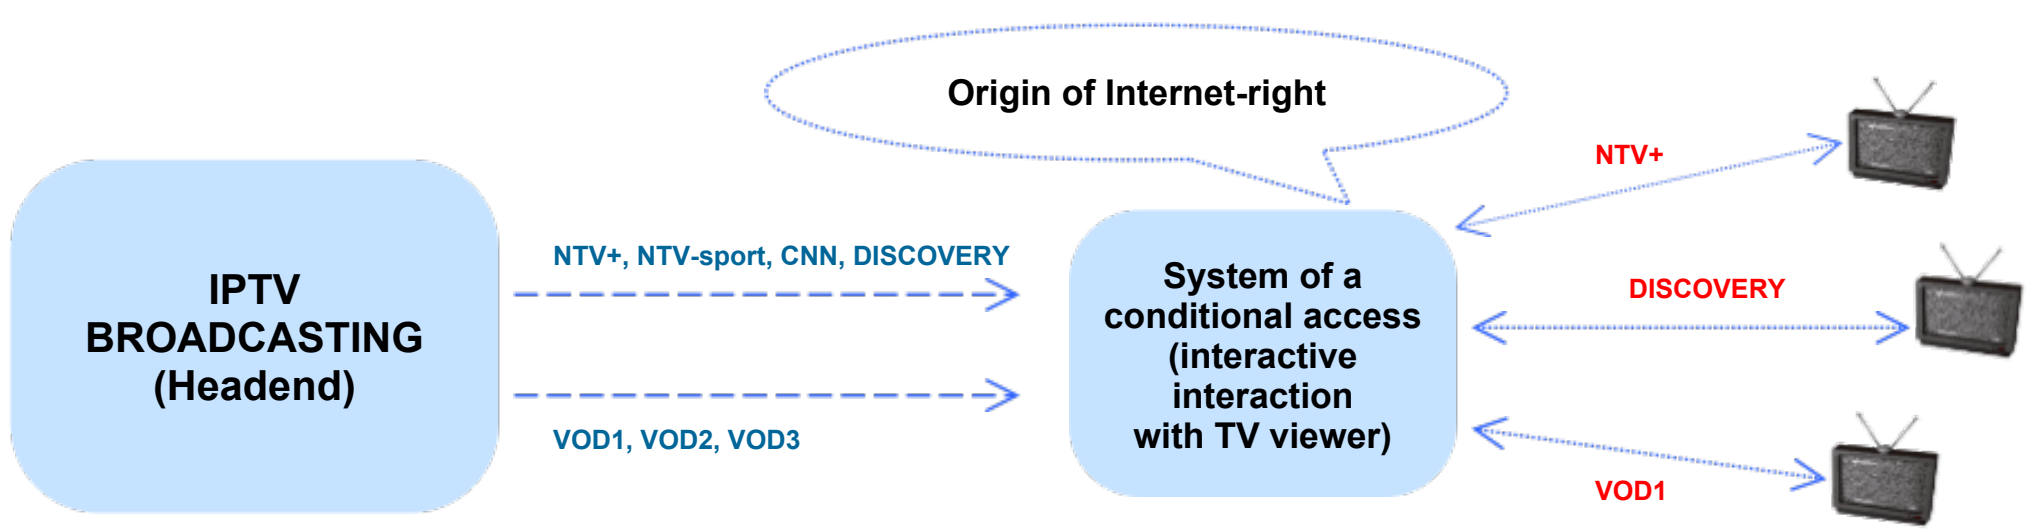 Origin of Internet-right
NTV+
IPTV
BROADCASTING
(Headend)
NTV+, NTV-sport, CNN, DISCOVERY
VOD1, VOD2, VOD3
System of a
conditional access
(interactive
interaction
with TV viewer)
DISCOVERY
VOD1